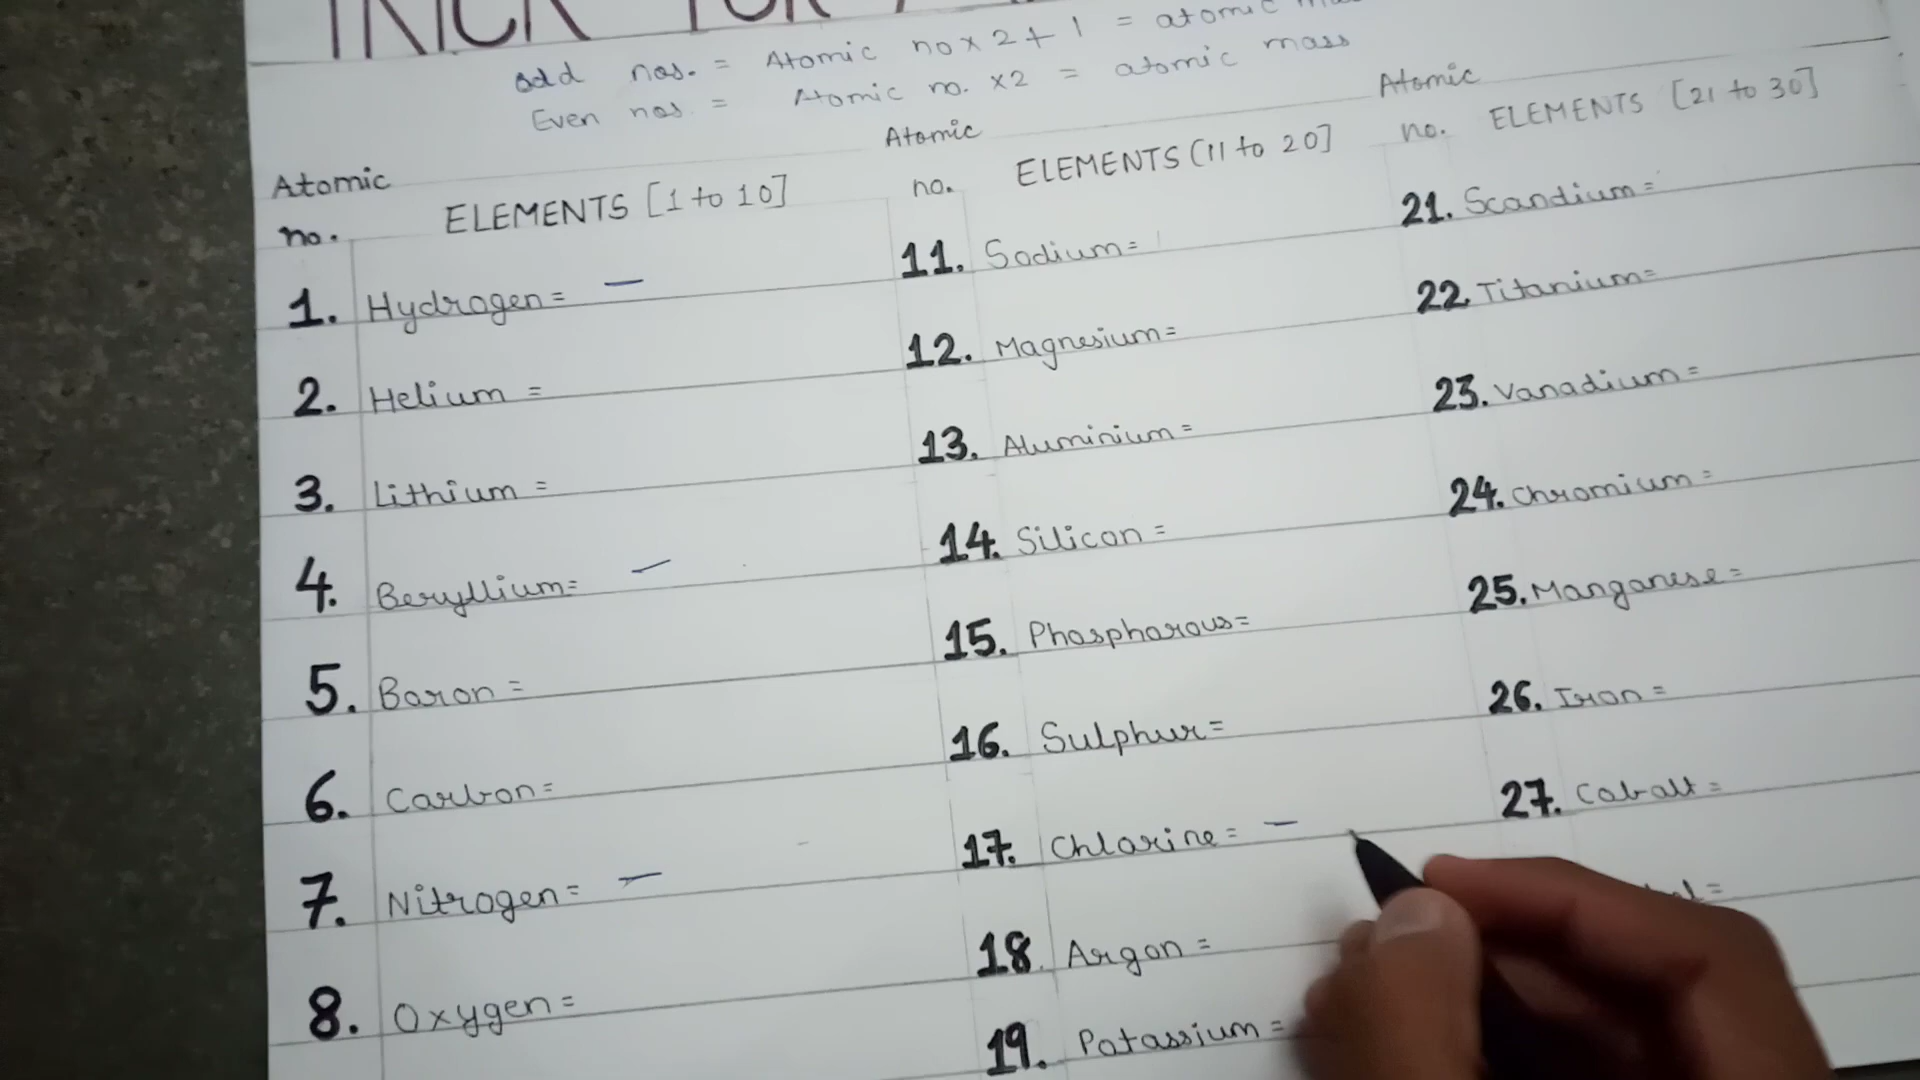 TRICK FOR
odd nos. = Atomic no x 2 + 1 = atomic
Even nos. = Atomic no. x2 = atomic mass
Atomic no. ELEMENTS [1 to 10]
1. Hydrogen = –
2. Helium =
3. Lithium =
4. Beryllium= –
5. Boron =
6. Carbon=
7. Nitrogen= –
8. Oxygen=
Atomic no. ELEMENTS (11 to 20]
11. Sodium=
12. Magnesium=
13. Aluminium=
14. Silicon =
15. Phosphorous=
16. Sulphur=
17. Chlorine= –
18. Argon =
19. Potassium =
Atomic no. ELEMENTS [21 to 30]
21. Scandium=
22. Titanium=
23. Vanadium=
24. Chromium=
25. Manganese=
26. Iron =
27. Cobalt =